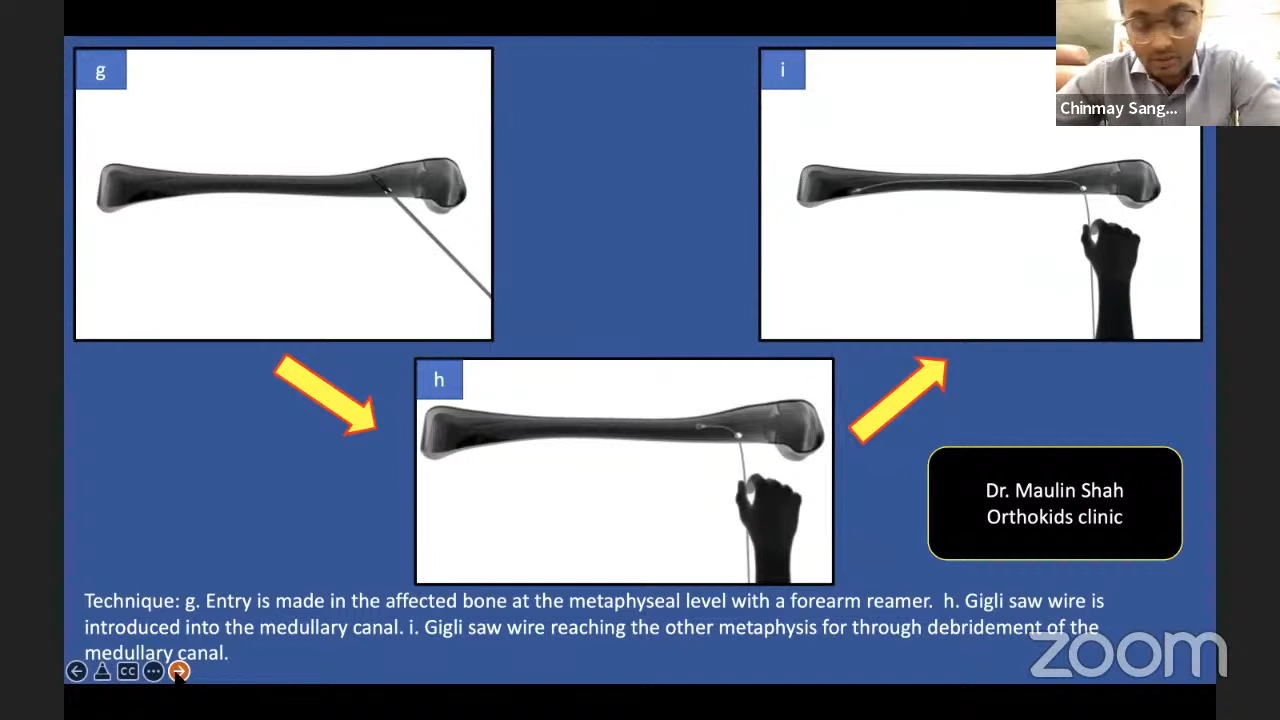 g
i
Chinmay Sang...
h
Dr. Maulin Shah
Orthokids clinic
Technique: g. Entry is made in the affected bone at the metaphyseal level with a forearm reamer.  h. Gigli saw wire is
introduced into the medullary canal. i. Gigli saw wire reaching the other metaphysis for through debridement of the
medullary canal.
CC
zoom